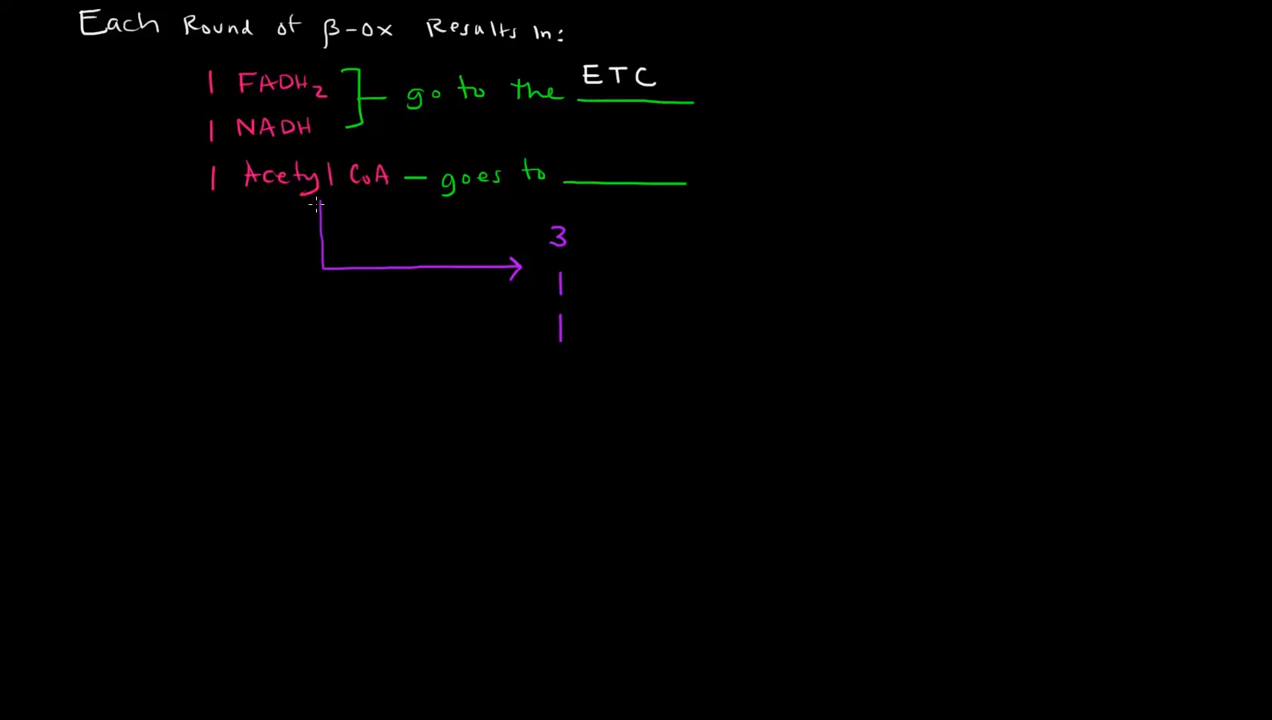 Each Round of β-Ox Results In:
1 FADH₂ go to the ETC
1 NADH
1 Acetyl CoA — goes to
3
1
1